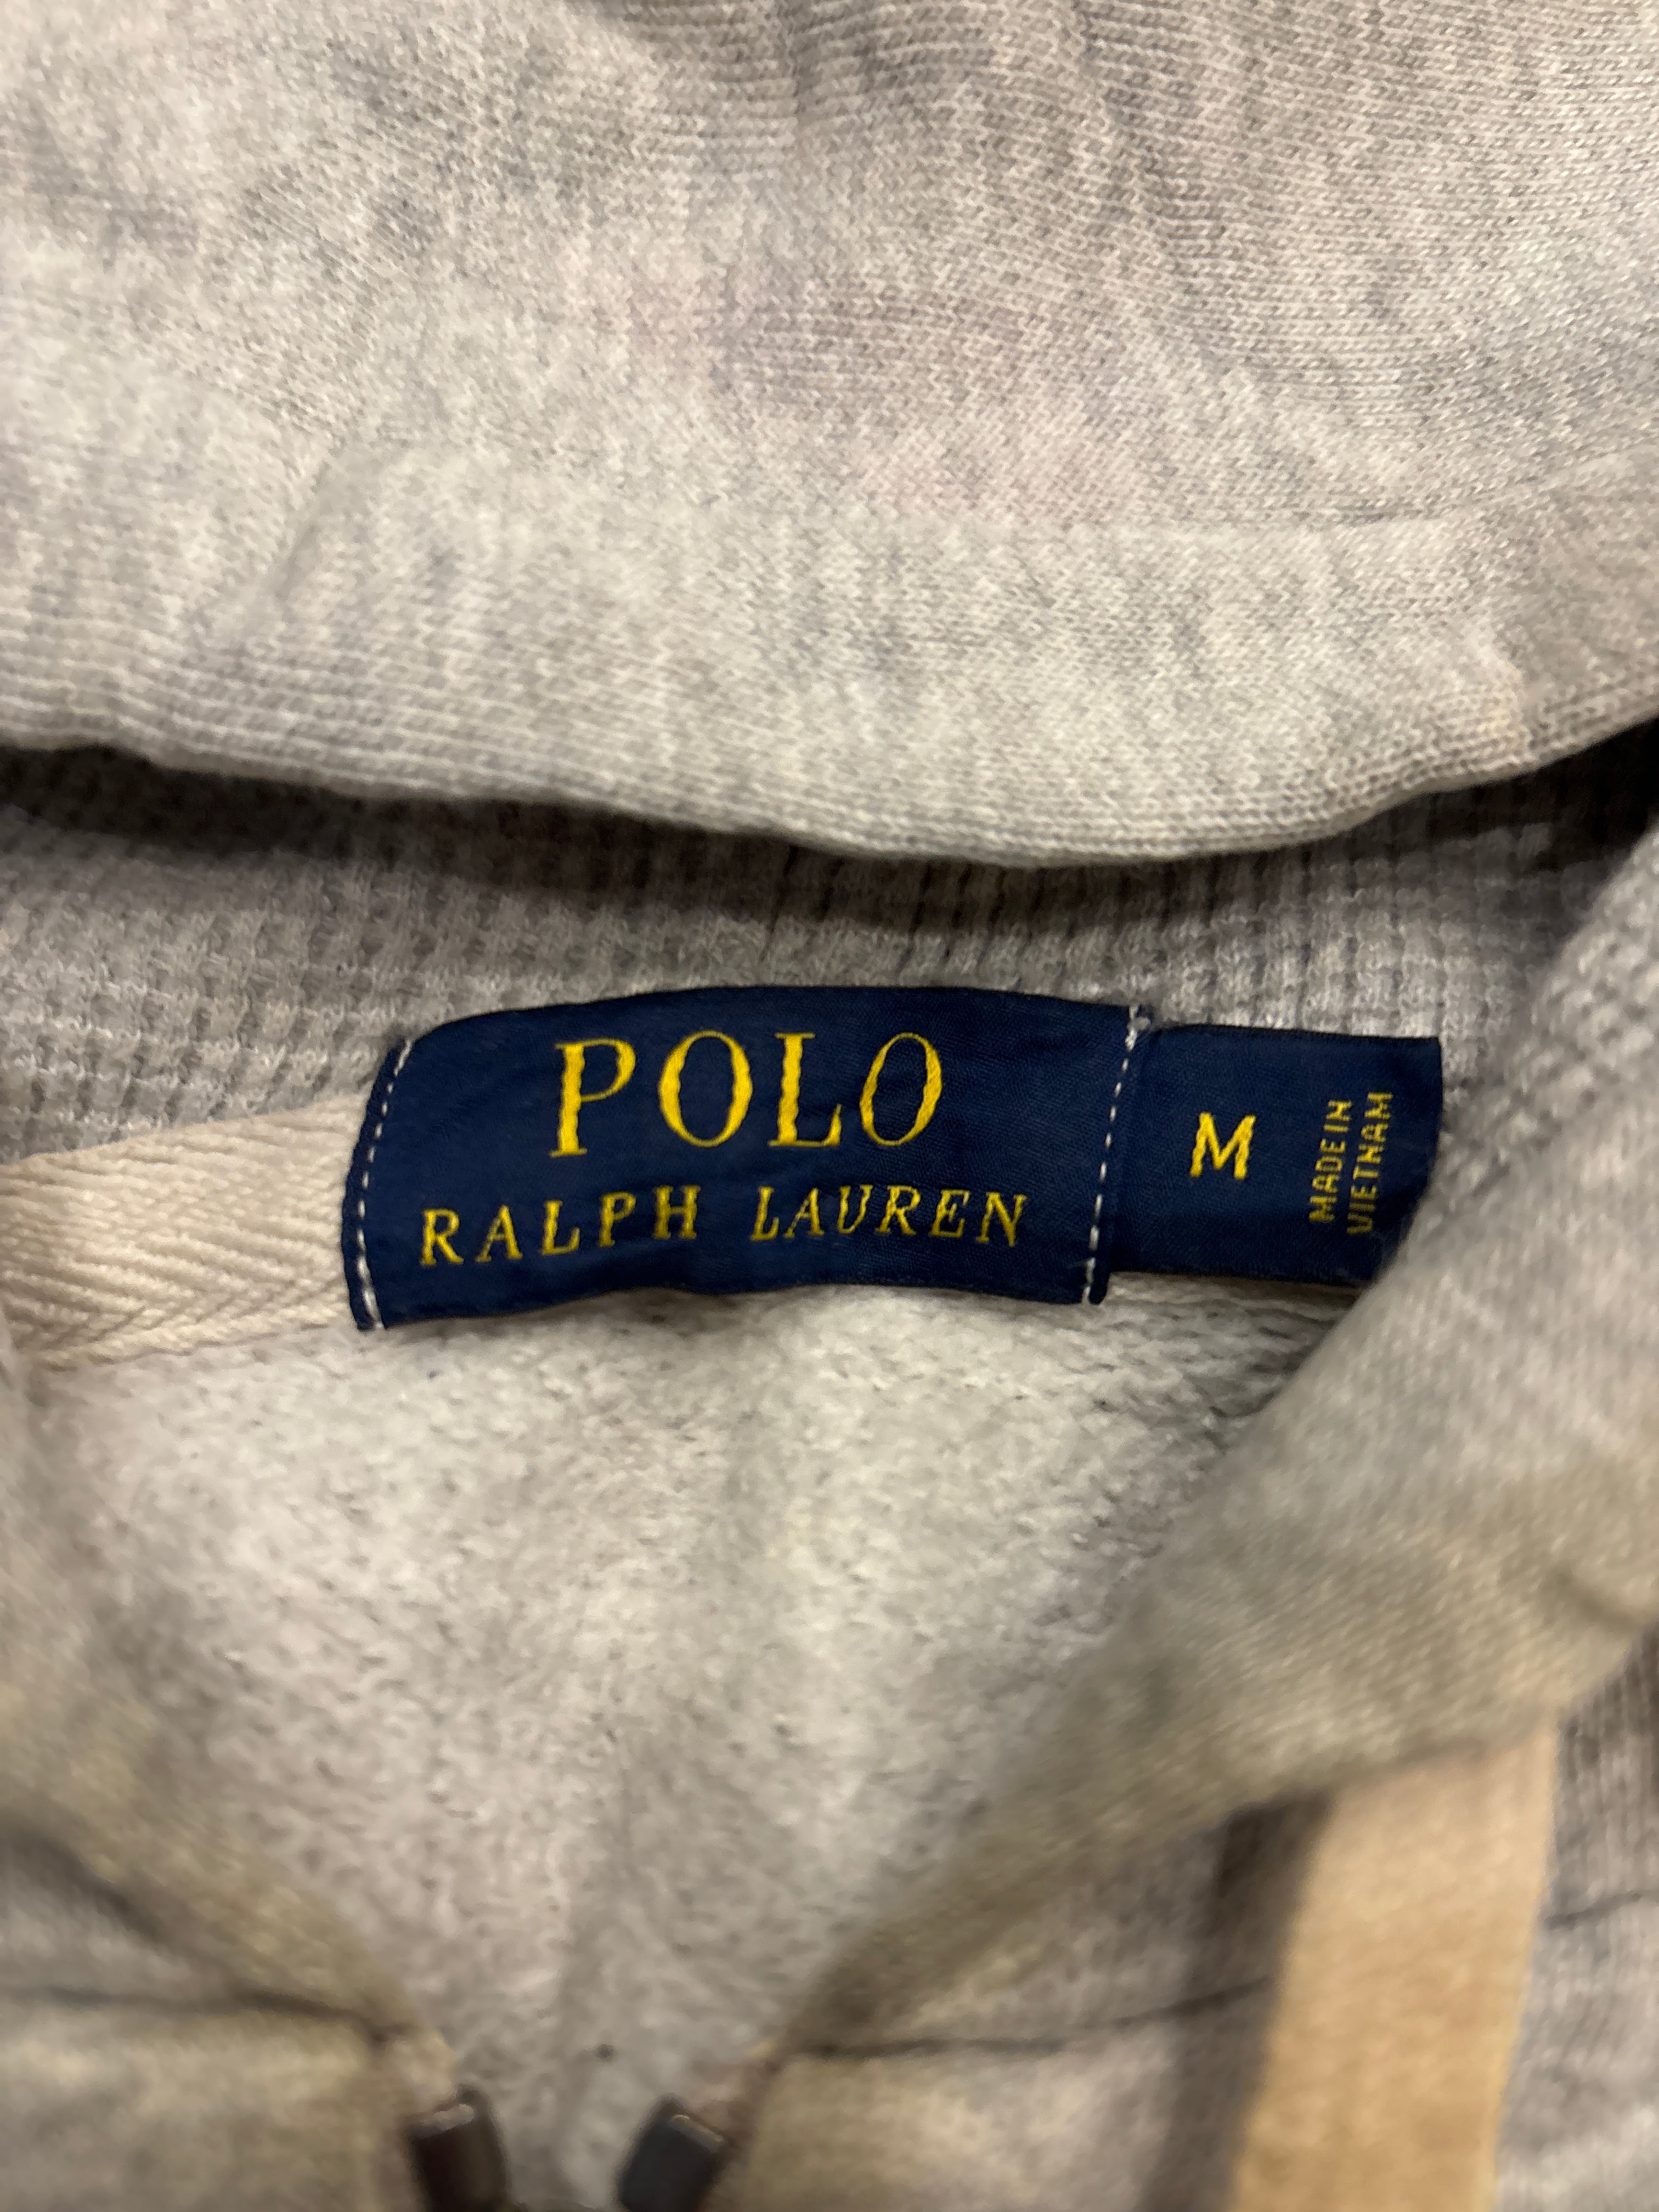 POLO
RALPH LAUREN
M
MADE IN
VIETNAM